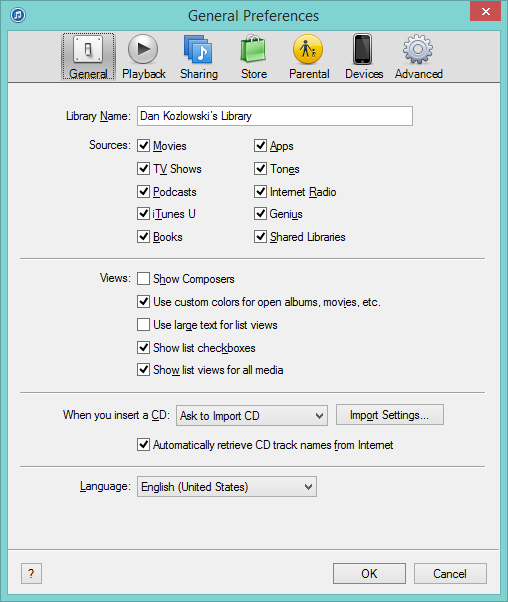 General Preferences
General Playback Sharing Store Parental Devices Advanced
Library Name: Dan Kozlowski's Library
Sources: Movies Apps
TV Shows Tones
Podcasts Internet Radio
iTunes U Genius
Books Shared Libraries
Views: Show Composers
Use custom colors for open albums, movies, etc.
Use large text for list views
Show list checkboxes
Show list views for all media
When you insert a CD: Ask to Import CD Import Settings...
Automatically retrieve CD track names from Internet
Language: English (United States)
? OK Cancel